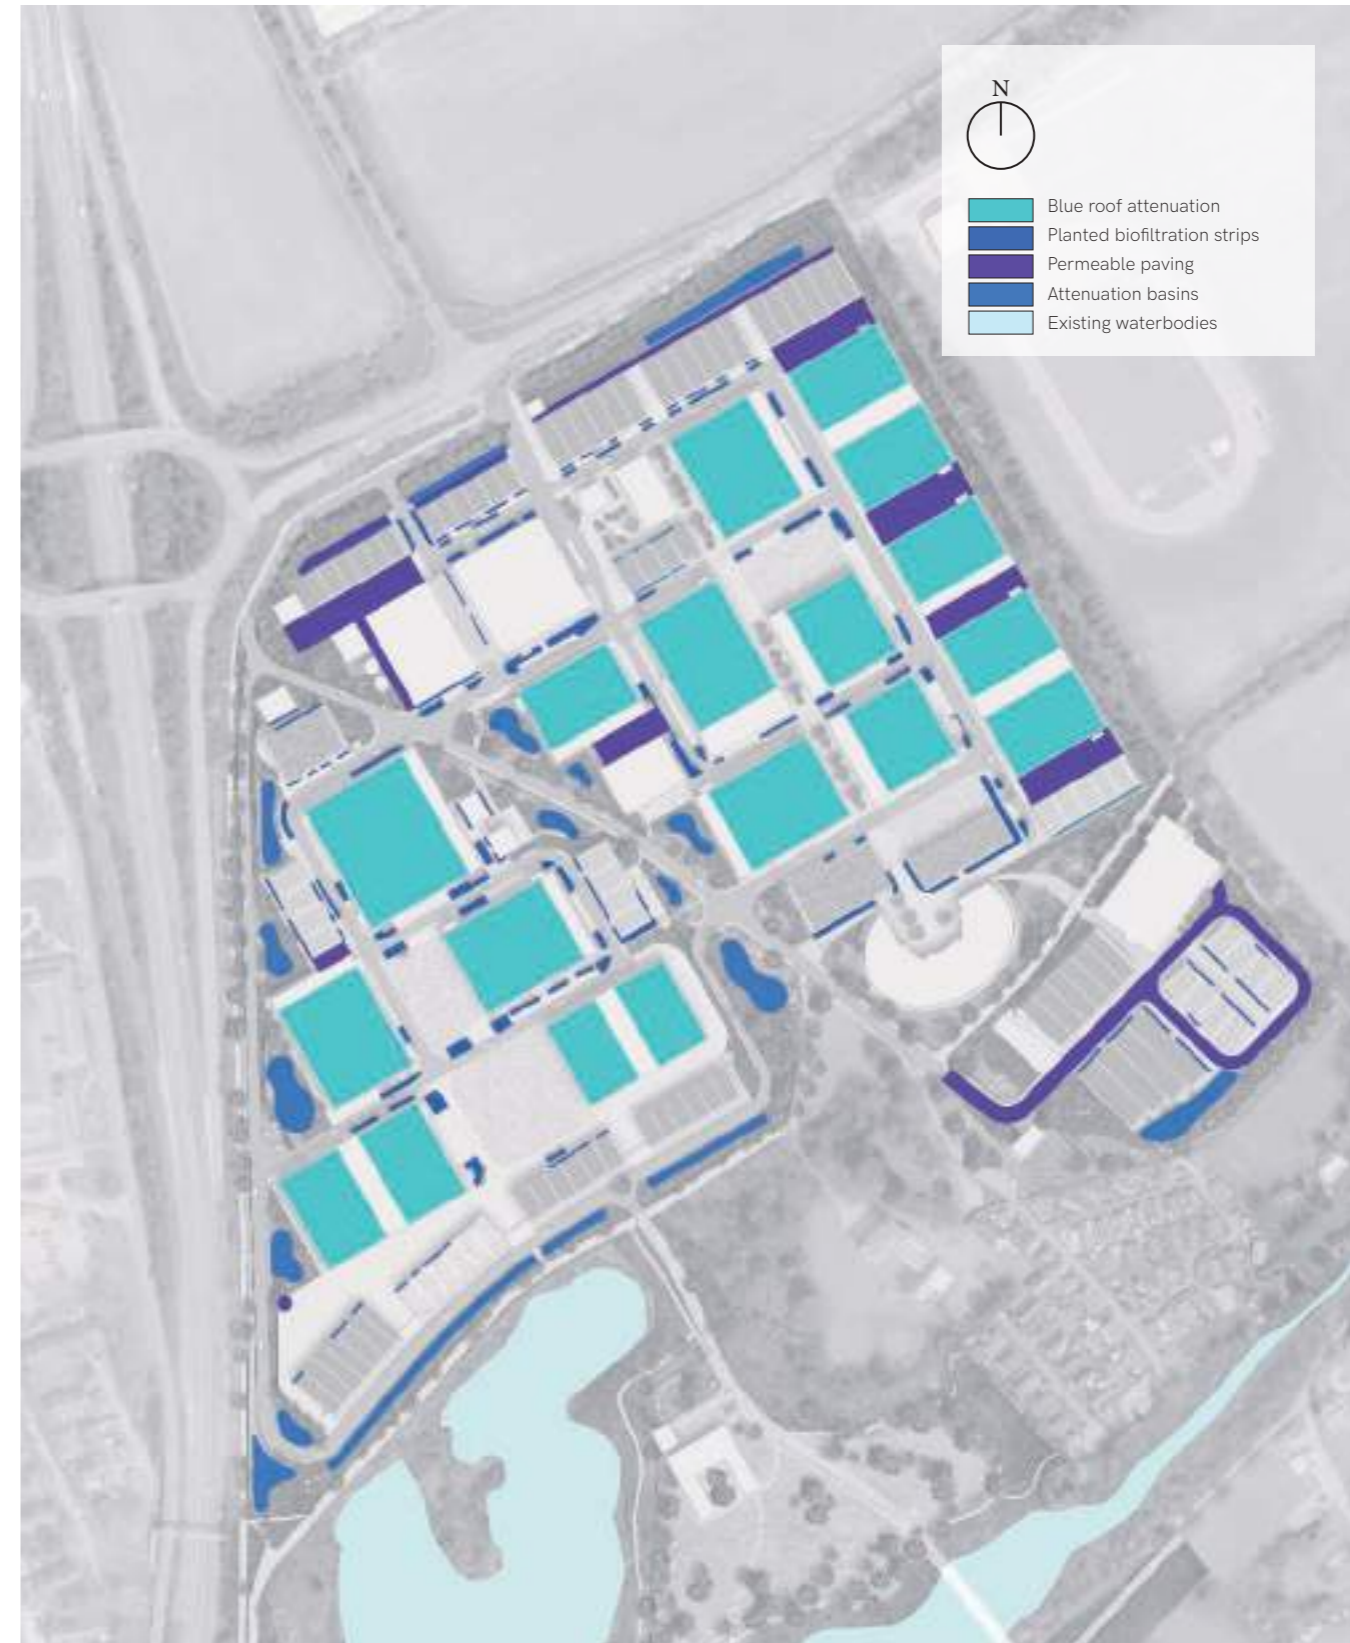 N
Blue roof attenuation
Planted biofiltration strips
Permeable paving
Attenuation basins
Existing waterbodies